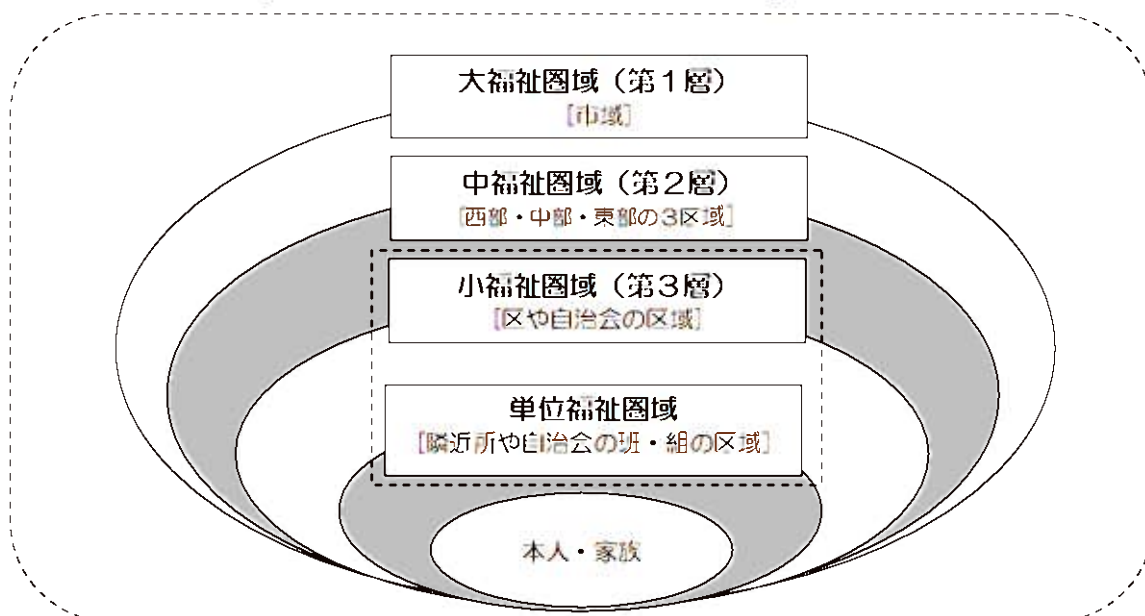 大福祉圏域（第１層）
[市域]
中福祉圏域（第２層）
[西部・中部・東部の３区域]
小福祉圏域（第３層）
[区や自治会の区域]
単位福祉圏域
[隣近所や自治会の班・組の区域]
本人・家族